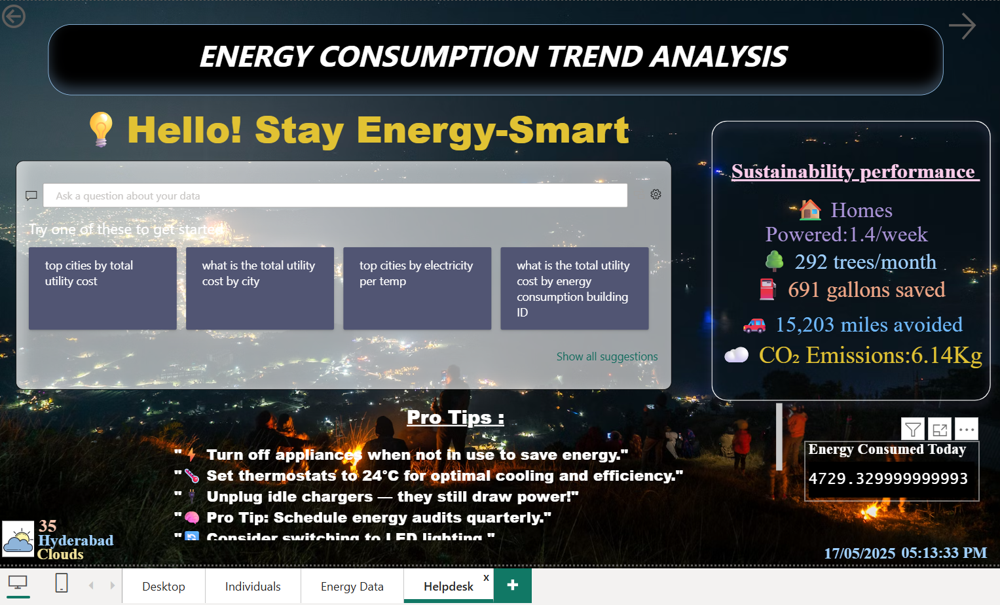 ENERGY CONSUMPTION TREND ANALYSIS
💡 Hello! Stay Energy-Smart
Ask a question about your data
Try one of these to get started
top cities by total
utility cost
what is the total utility
cost by city
top cities by electricity
per temp
what is the total utility
cost by energy
consumption building
ID
Show all suggestions
Sustainability performance
🏠 Homes
Powered:1.4/week
🌳 292 trees/month
⛽ 691 gallons saved
🚗 15,203 miles avoided
☁️ CO₂ Emissions:6.14Kg
Pro Tips :
"⚡ Turn off appliances when not in use to save energy."
"🌡️ Set thermostats to 24°C for optimal cooling and efficiency."
"🔌 Unplug idle chargers — they still draw power!"
"🧠 Pro Tip: Schedule energy audits quarterly."
"🔄 Consider switching to LED lighting."
Energy Consumed Today
4729.329999999993
35
Hyderabad
Clouds
17/05/2025 05:13:33 PM
Desktop
Individuals
Energy Data
Helpdesk
x
+